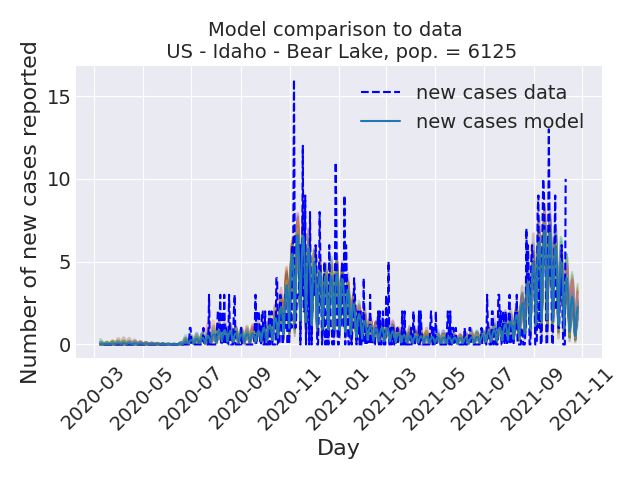 Model comparison to data
US - Idaho - Bear Lake, pop. = 6125
Number of new cases reported
15
10
5
0
new cases data
new cases model
2020-03
2020-05
2020-07
2020-09
2020-11
2021-01
2021-03
2021-05
2021-07
2021-09
2021-11
Day